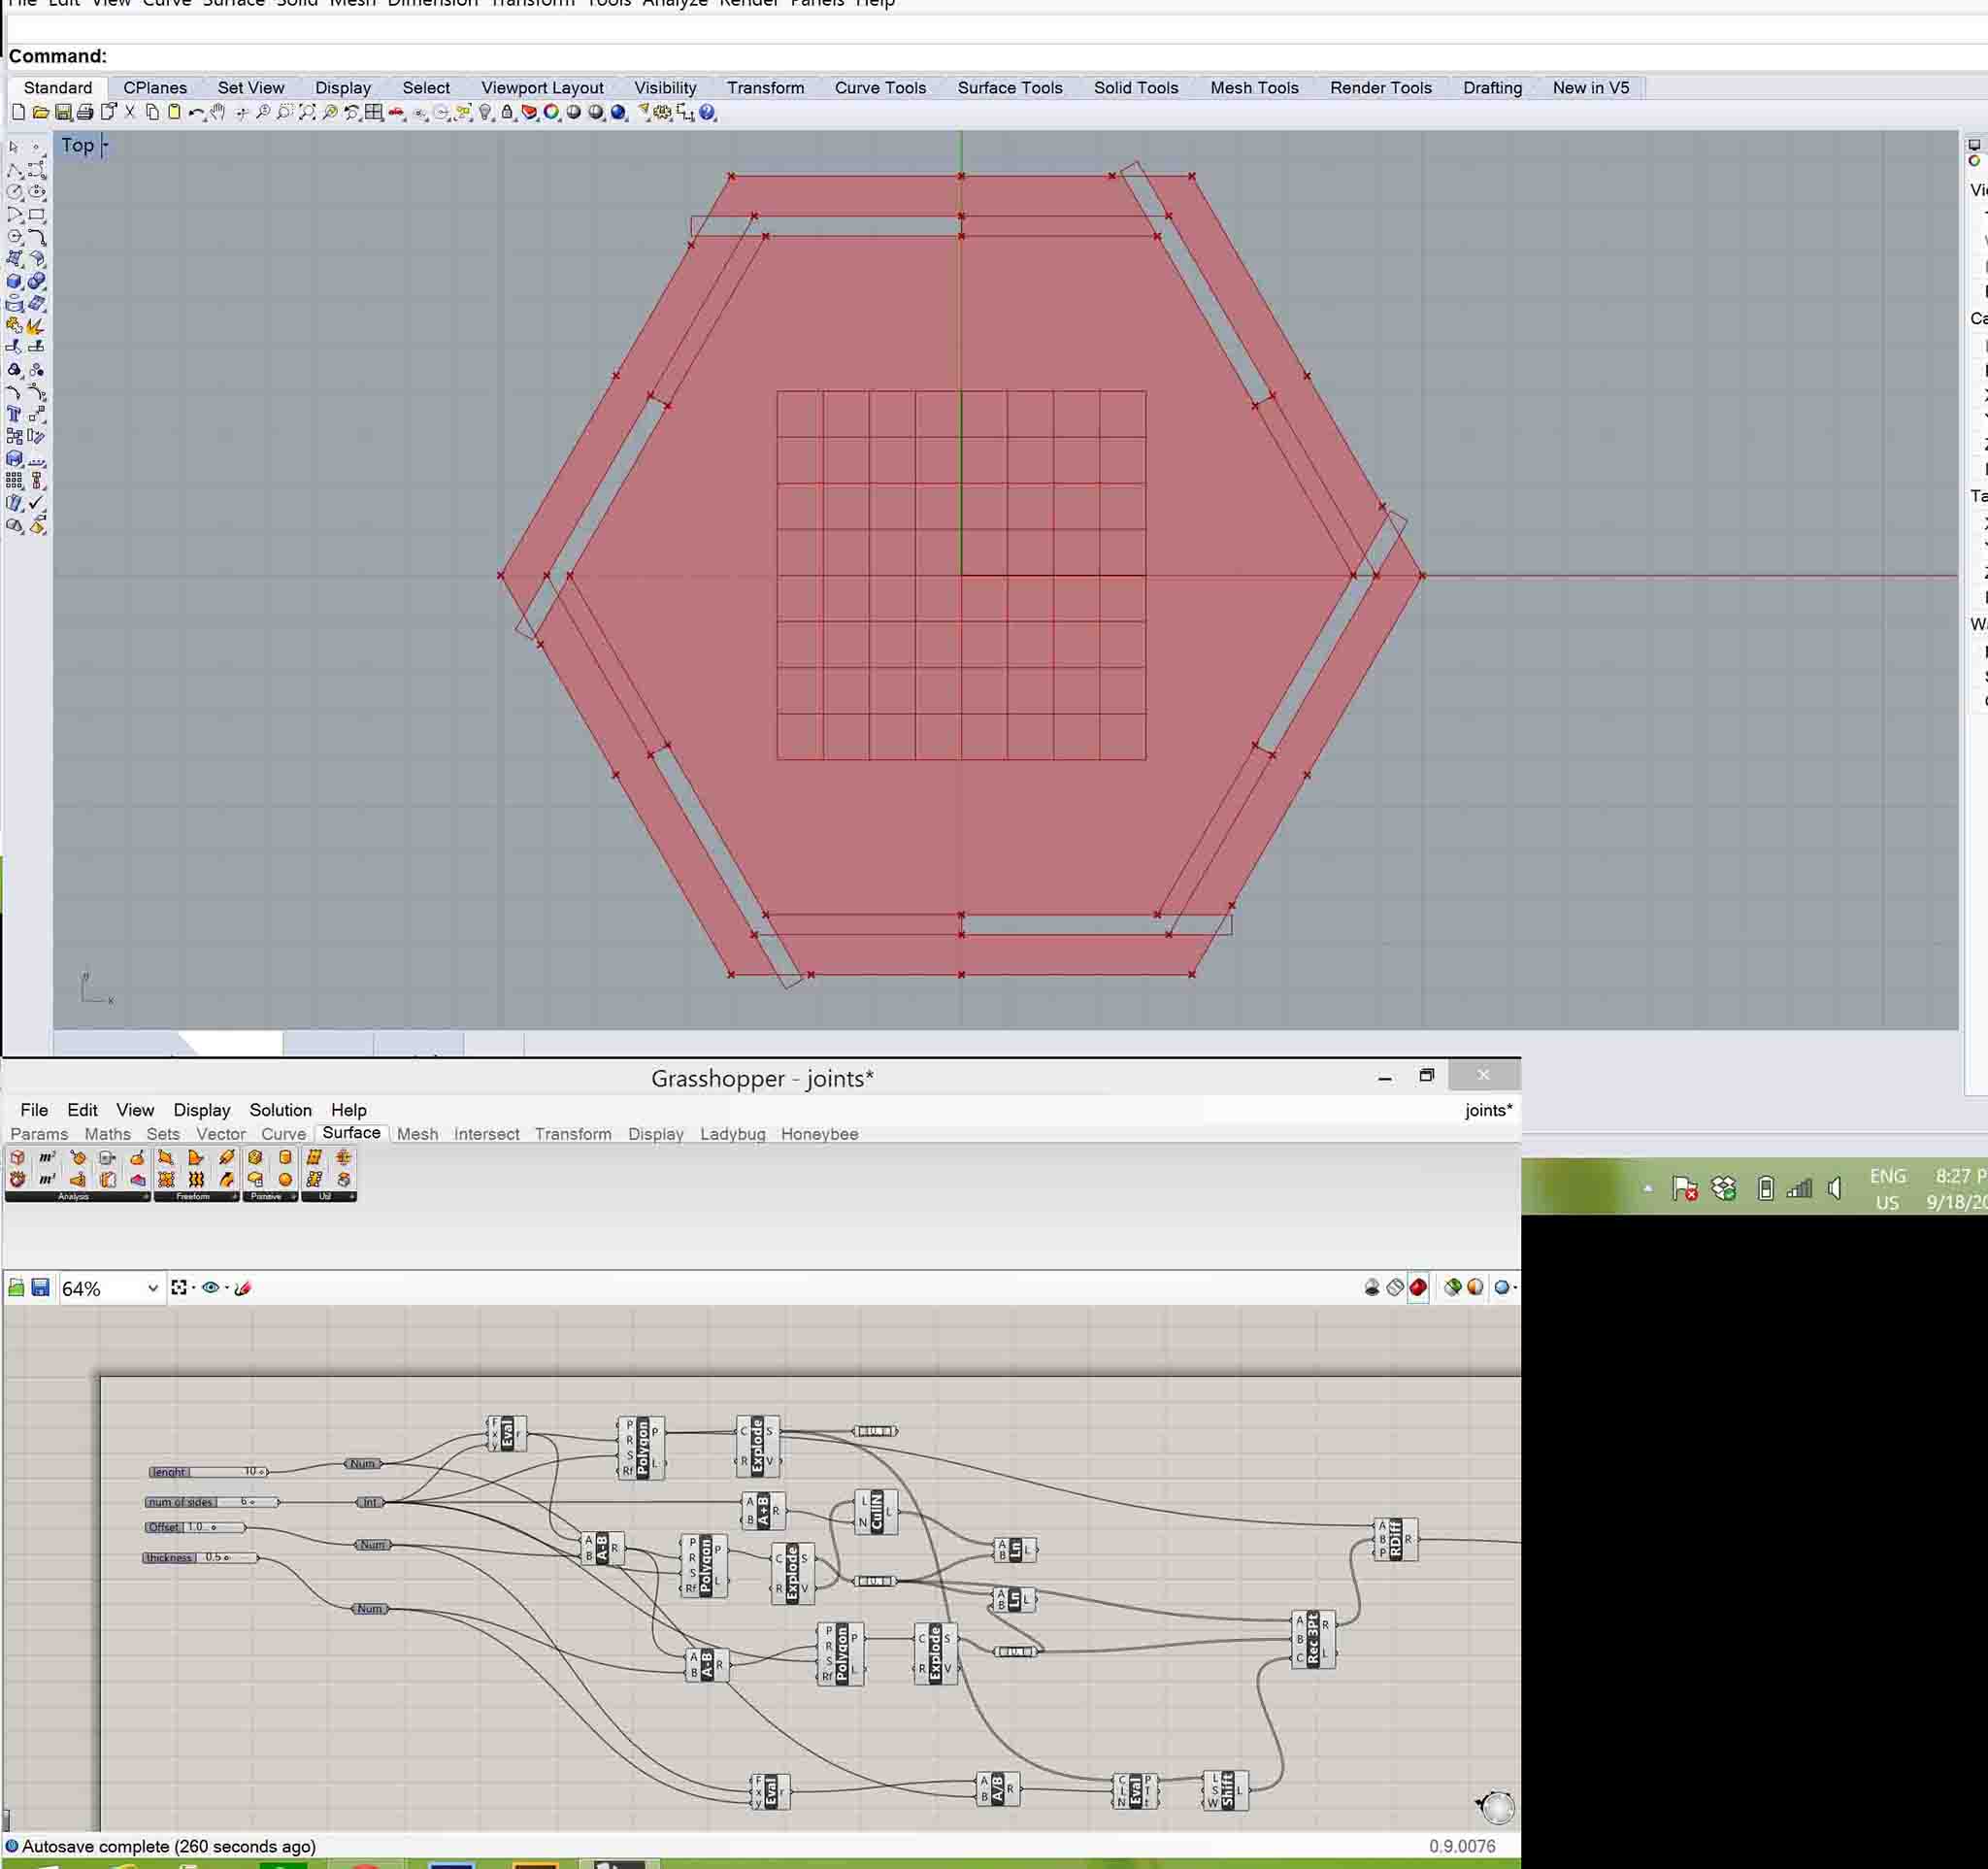 File Edit View Curve Surface Solid Mesh Dimension Transform Tools Analyze Render Panels Help
Command:
Standard CPlanes Set View Display Select Viewport Layout Visibility Transform Curve Tools Surface Tools Solid Tools Mesh Tools Render Tools Drafting New in V5
Top
y
x
Grasshopper - joints*
File Edit View Display Solution Help
joints*
Params Maths Sets Vector Curve Surface Mesh Intersect Transform Display Ladybug Honeybee
Analysis Freeform Primitive Util
ENG 8:27 P
US 9/18/20
64%
F x y Eval r
P R S Rf Polygon P L
C R Explode S V
lenght 10
Num
num of sides 6
Int
A B A+B R
L N CullN L
Offset 1.0
Num
A B A-B R
P R S Rf Polygon P L
C R Explode S V
A B Ln L
A B P RDiff R
thickness 0.5
Num
A B Ln L
A B C Rec 3Pt R L
A B A-B R
P R S Rf Polygon P L
C R Explode S V
F x y Eval r
A B A/B R
C L N Eval P T t
L S W Shift L
Autosave complete (260 seconds ago)
0.9.0076